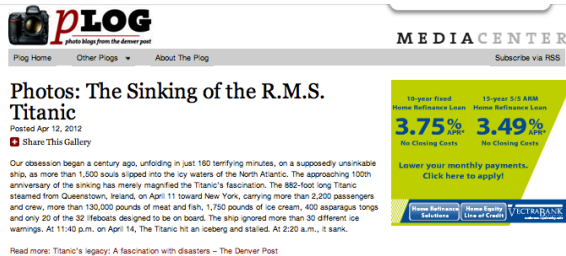 pLOG
photo blogs from the denver post
MEDIACENTER
Plog Home Other Plogs About The Plog Subscribe via RSS
Photos: The Sinking of the R.M.S.
Titanic
Posted Apr 12, 2012
Share This Gallery
Our obsession began a century ago, unfolding in just 160 terrifying minutes, on a supposedly unsinkable
ship, as more than 1,500 souls slipped into the icy waters of the North Atlantic. The approaching 100th
anniversary of the sinking has merely magnified the Titanic's fascination. The 882-foot long Titanic
steamed from Queenstown, Ireland, on April 11 toward New York, carrying more than 2,200 passengers
and crew, more than 130,000 pounds of meat and fish, 1,750 pounds of ice cream, 400 asparagus tongs
and only 20 of the 32 lifeboats designed to be on board. The ship ignored more than 30 different ice
warnings. At 11:40 p.m. on April 14, The Titanic hit an iceberg and stalled. At 2:20 a.m., it sank.
Read more: Titanic's legacy: A fascination with disasters – The Denver Post
10-year fixed
Home Refinance Loan
3.75% APR*
No Closing Costs
15-year 5/5 ARM
Home Refinance Loan
3.49% APR*
No Closing Costs
Lower your monthly payments.
Click here to apply!
Home Refinance
Solutions
Home Equity
Line of Credit
VECTRABANK